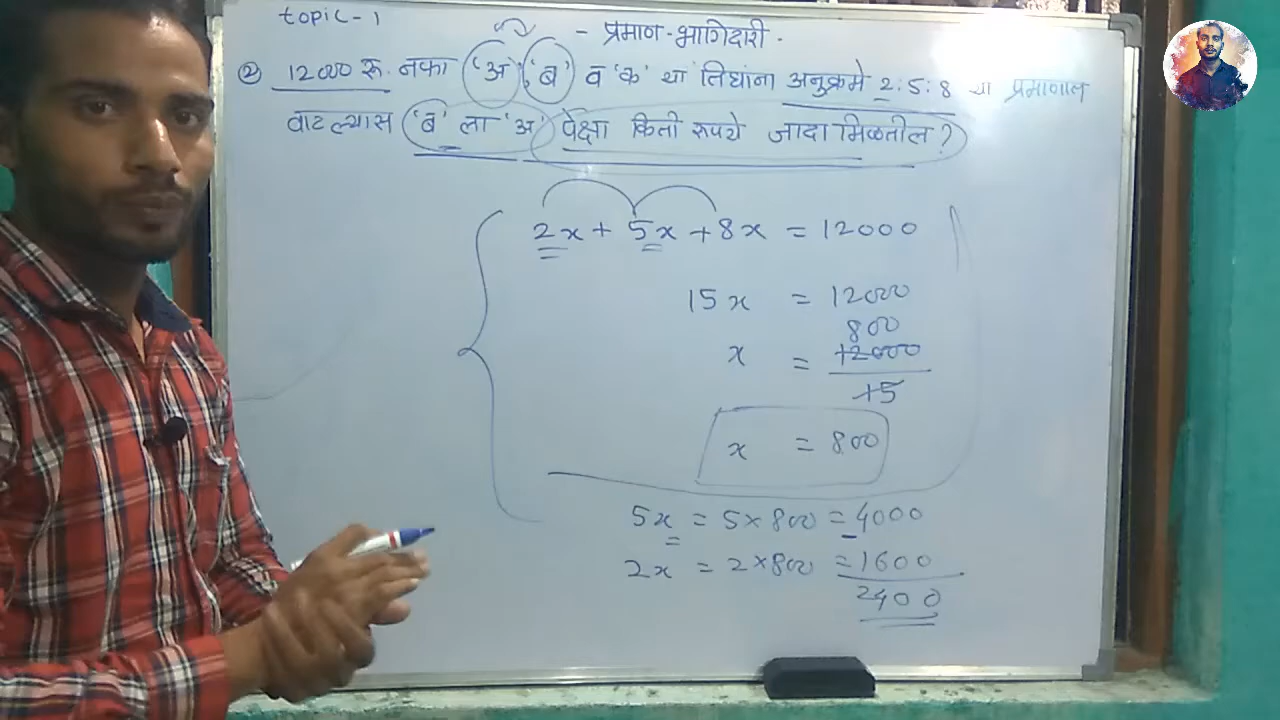 topic-1
- प्रमाण-भागिदारी -
② 12000 रु. नफा 'अ', 'ब' व 'क' या तिघांना अनुक्रमे 2:5:8 या प्रमाणात
वाटल्यास 'ब' ला 'अ' पेक्षा किती रुपये जादा मिळतील ?
2x + 5x + 8x = 12000
15x = 12000
800
x = 12000
15
x = 800
5x = 5×800 = 4000
2x = 2×800 = 1600
2400